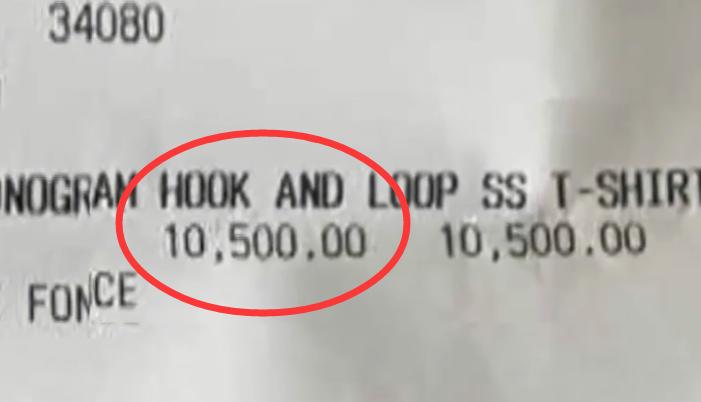 34080
NOGRAM HOOK AND LOOP SS T-SHIRT
10,500.00 10,500.00
FONCE